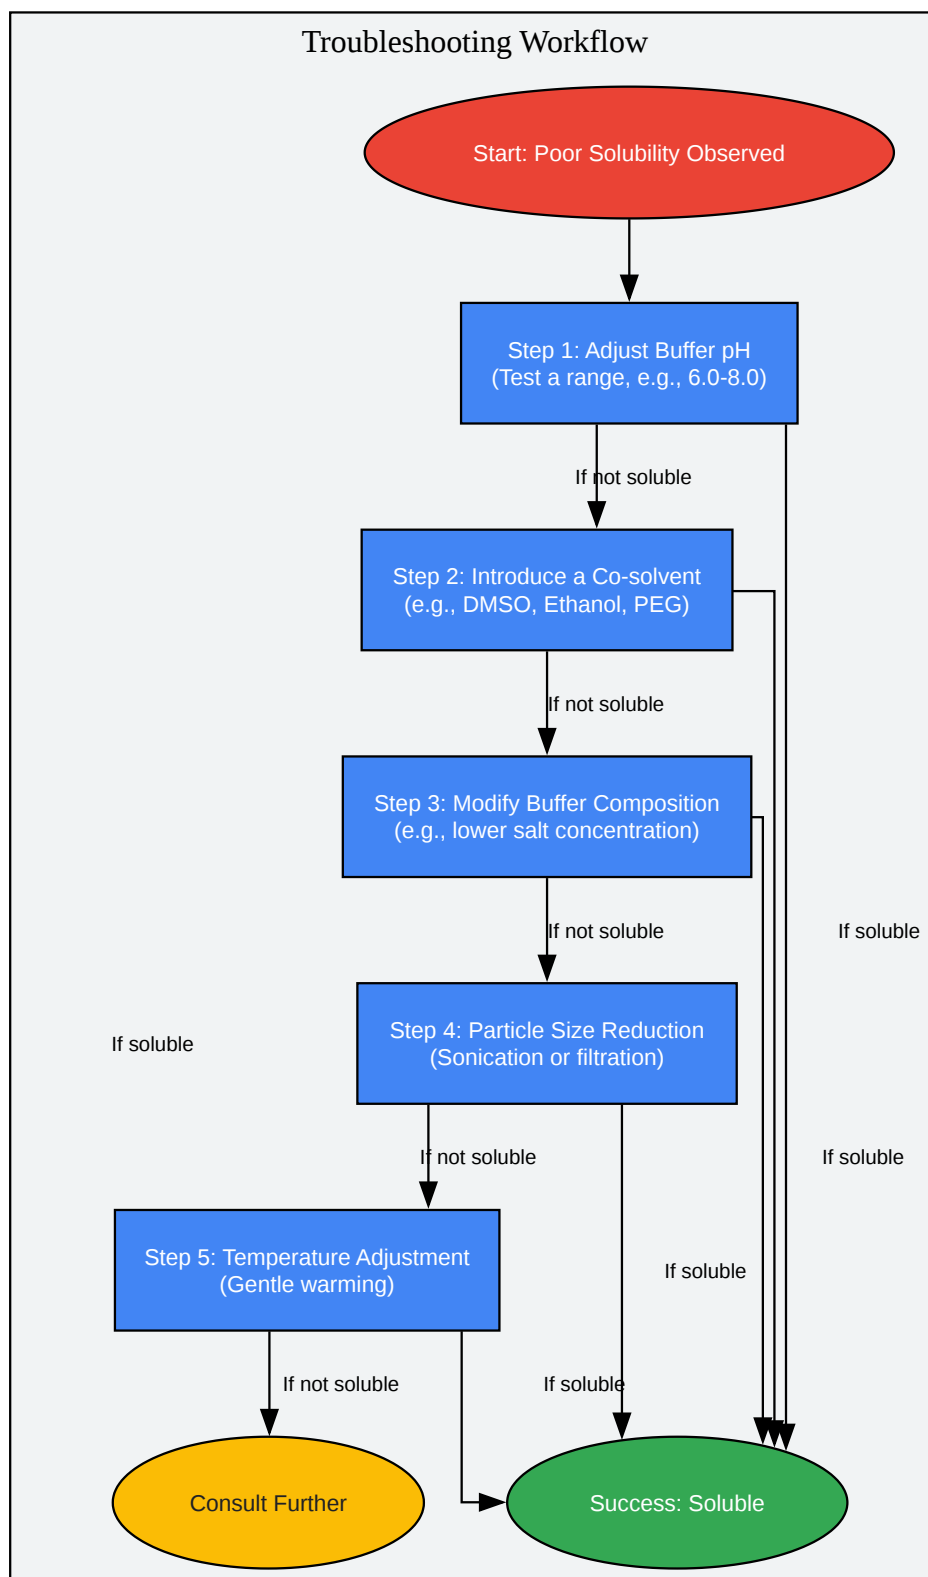 Troubleshooting Workflow
Start: Poor Solubility Observed
Step 1: Adjust Buffer pH
(Test a range, e.g., 6.0-8.0)
If not soluble
Step 2: Introduce a Co-solvent
(e.g., DMSO, Ethanol, PEG)
If not soluble
Step 3: Modify Buffer Composition
(e.g., lower salt concentration)
If not soluble
If soluble
Step 4: Particle Size Reduction
(Sonication or filtration)
If soluble
If not soluble
If soluble
Step 5: Temperature Adjustment
(Gentle warming)
If soluble
If not soluble
If soluble
Consult Further
Success: Soluble